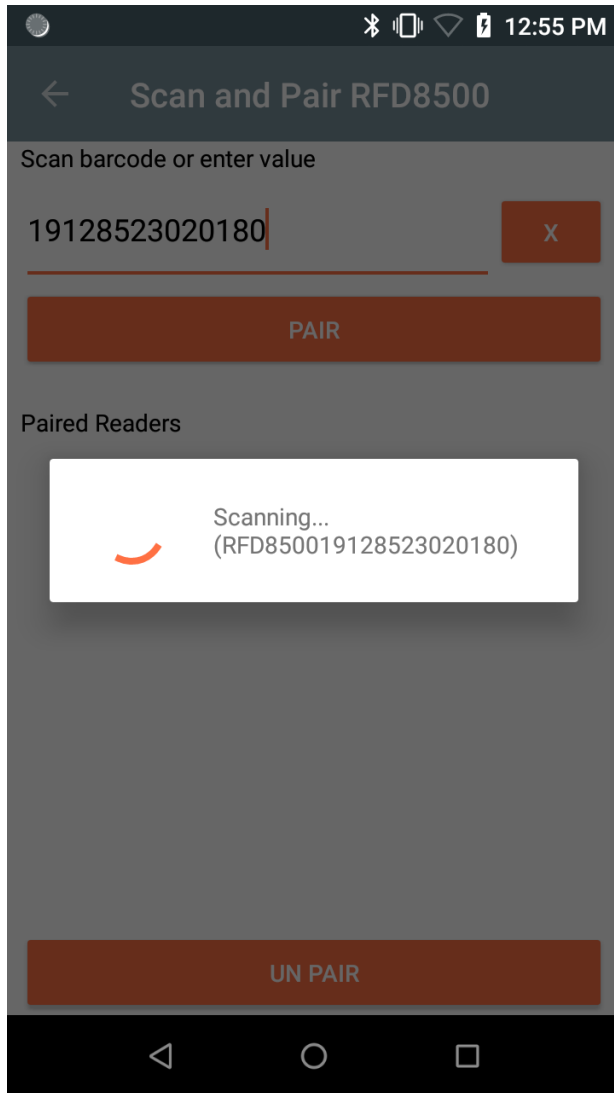 12:55 PM
Scan and Pair RFD8500
Scan barcode or enter value
19128523020180
X
PAIR
Paired Readers
Scanning...
(RFD850019128523020180)
UN PAIR